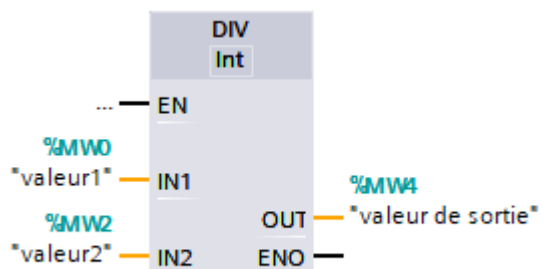 DIV
Int
... EN
%MW0
"valeur1" IN1
%MW4
%MW2
OUT "valeur de sortie"
"valeur2" IN2 ENO